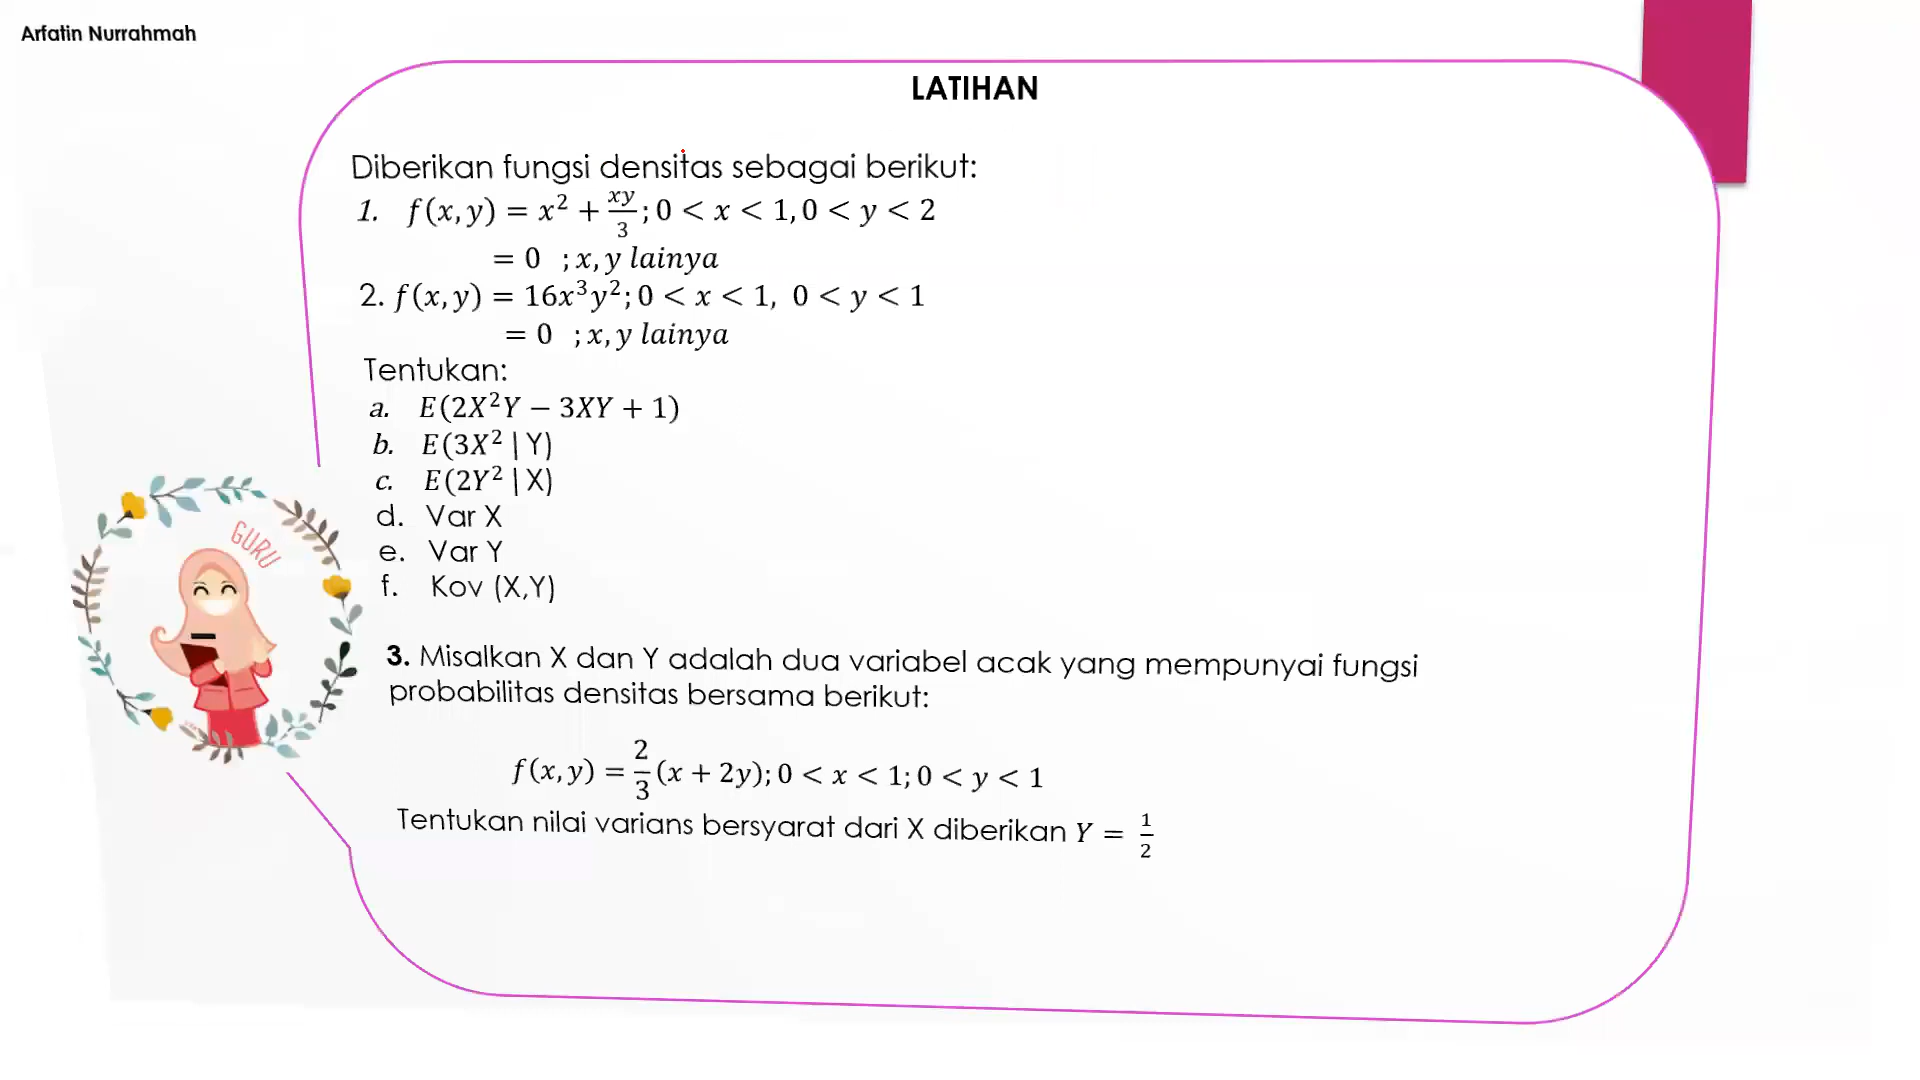 Arfatin Nurrahmah
LATIHAN
Diberikan fungsi densitas sebagai berikut:
1. f(x,y) = x² + xy/3 ; 0 < x < 1, 0 < y < 2
= 0 ; x, y lainya
2. f(x,y) = 16x³y²; 0 < x < 1, 0 < y < 1
= 0 ; x, y lainya
Tentukan:
a. E(2X²Y − 3XY + 1)
b. E(3X² | Y)
c. E(2Y² | X)
d. Var X
e. Var Y
f. Kov (X,Y)
GURU
3. Misalkan X dan Y adalah dua variabel acak yang mempunyai fungsi
probabilitas densitas bersama berikut:
f(x,y) = 2/3 (x + 2y); 0 < x < 1; 0 < y < 1
Tentukan nilai varians bersyarat dari X diberikan Y = 1/2